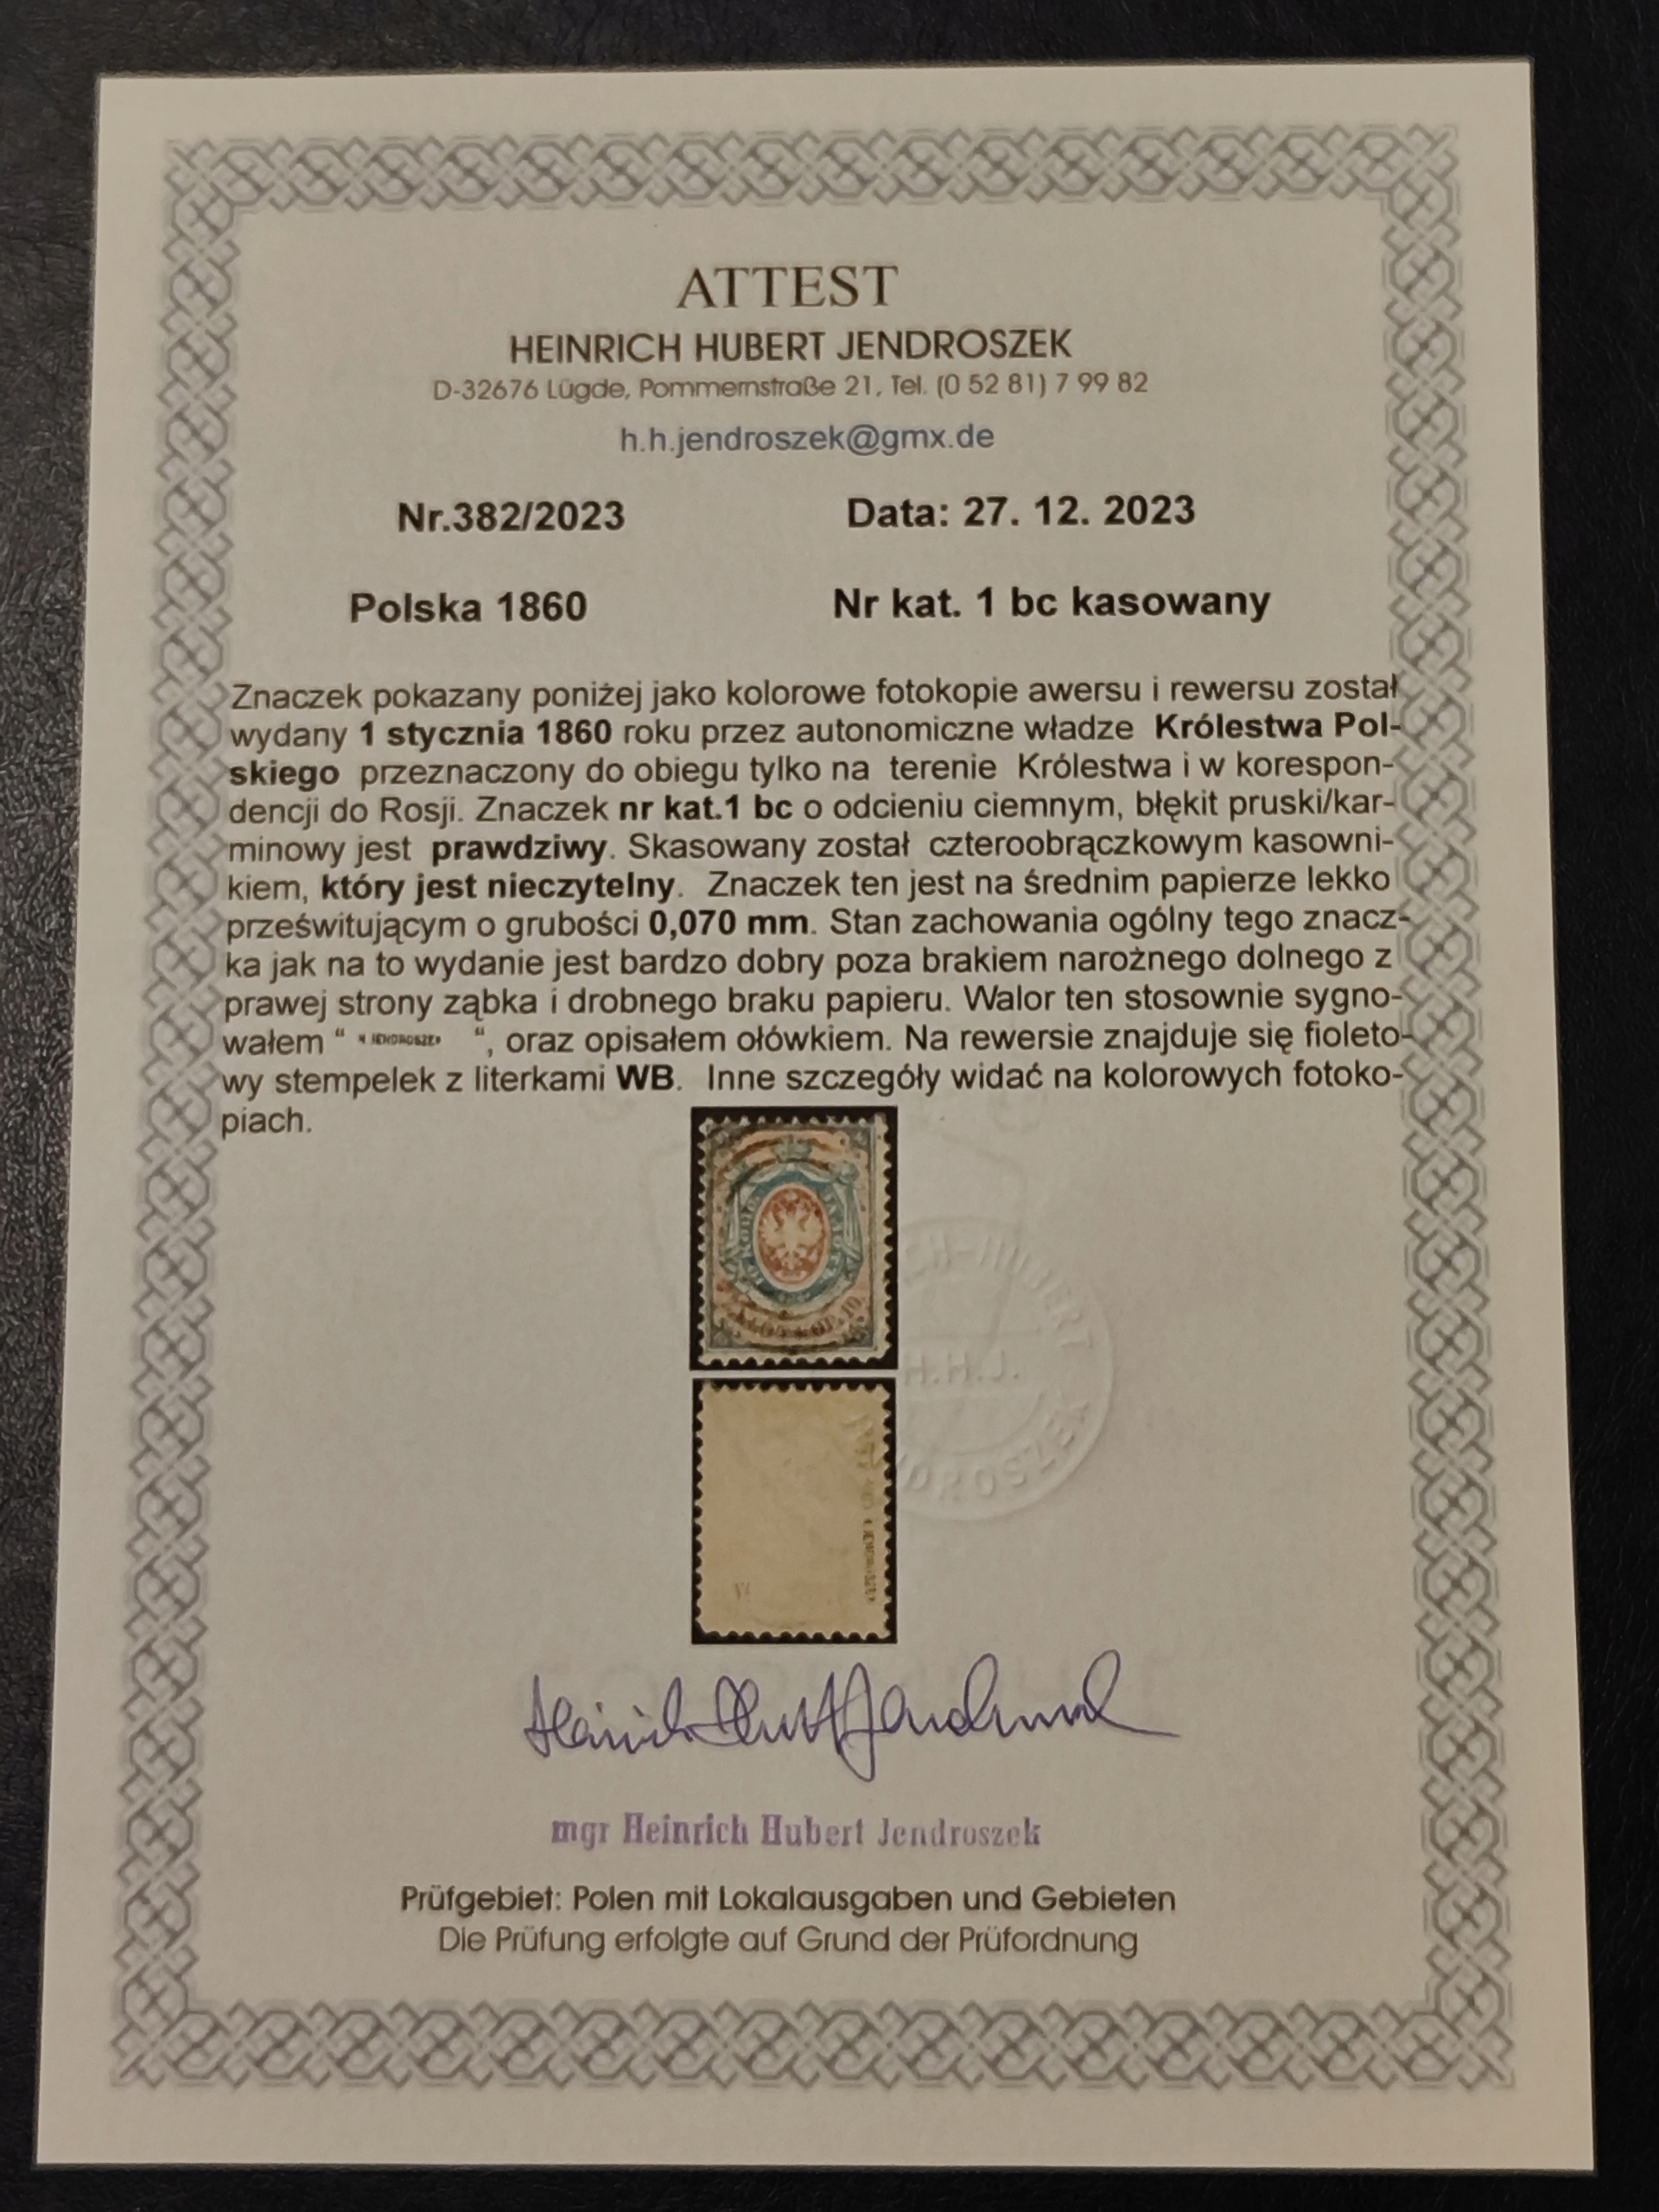 ATTEST
HEINRICH HUBERT JENDROSZEK
D-32676 Lügde, Pommernstraße 21, Tel. (0 52 81) 7 99 82
h.h.jendroszek@gmx.de
Nr.382/2023 Data: 27. 12. 2023
Polska 1860 Nr kat. 1 bc kasowany
Znaczek pokazany poniżej jako kolorowe fotokopie awersu i rewersu został
wydany 1 stycznia 1860 roku przez autonomiczne władze Królestwa Pol-
skiego przeznaczony do obiegu tylko na terenie Królestwa i w korespon-
dencji do Rosji. Znaczek nr kat.1 bc o odcieniu ciemnym, błękit pruski/kar-
minowy jest prawdziwy. Skasowany został czteroobrączkowym kasowni-
kiem, który jest nieczytelny. Znaczek ten jest na średnim papierze lekko
prześwitującym o grubości 0,070 mm. Stan zachowania ogólny tego znacz-
ka jak na to wydanie jest bardzo dobry poza brakiem narożnego dolnego z
prawej strony ząbka i drobnego braku papieru. Walor ten stosownie sygno-
wałem “ “, oraz opisałem ołówkiem. Na rewersie znajduje się fioleto-
wy stempelek z literkami WB. Inne szczegóły widać na kolorowych fotoko-
piach.
H.H.J.
mgr Heinrich Hubert Jendroszek
Prüfgebiet: Polen mit Lokalausgaben und Gebieten
Die Prüfung erfolgte auf Grund der Prüfordnung